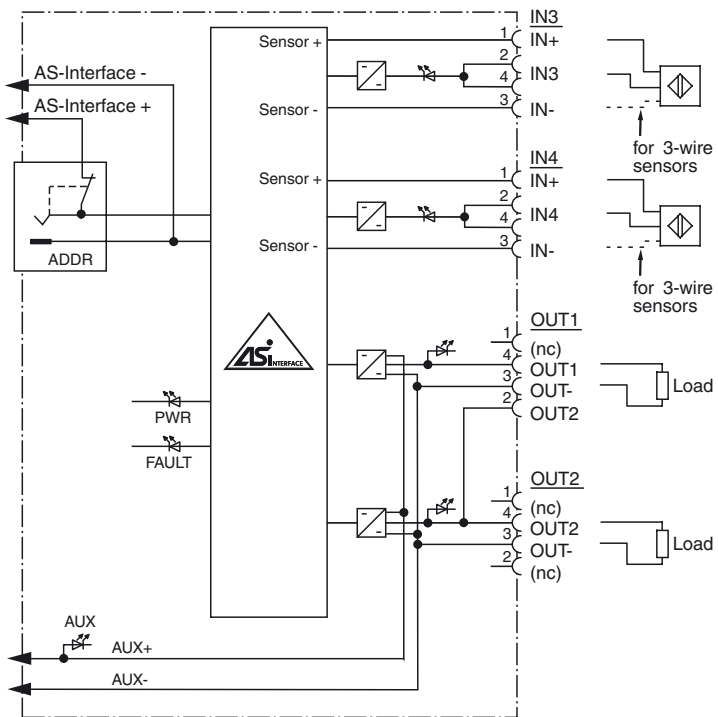 IN3
1
IN+
2
IN3
4
3
IN-
Sensor +
Sensor -
for 3-wire
sensors
AS-Interface -
AS-Interface +
ADDR
IN4
1
IN+
2
IN4
4
3
IN-
Sensor +
Sensor -
for 3-wire
sensors
ASi INTERFACE
PWR
FAULT
OUT1
1
(nc)
4
OUT1
3
OUT-
2
OUT2
Load
OUT2
1
(nc)
4
OUT2
3
OUT-
2
(nc)
Load
AUX
AUX+
AUX-